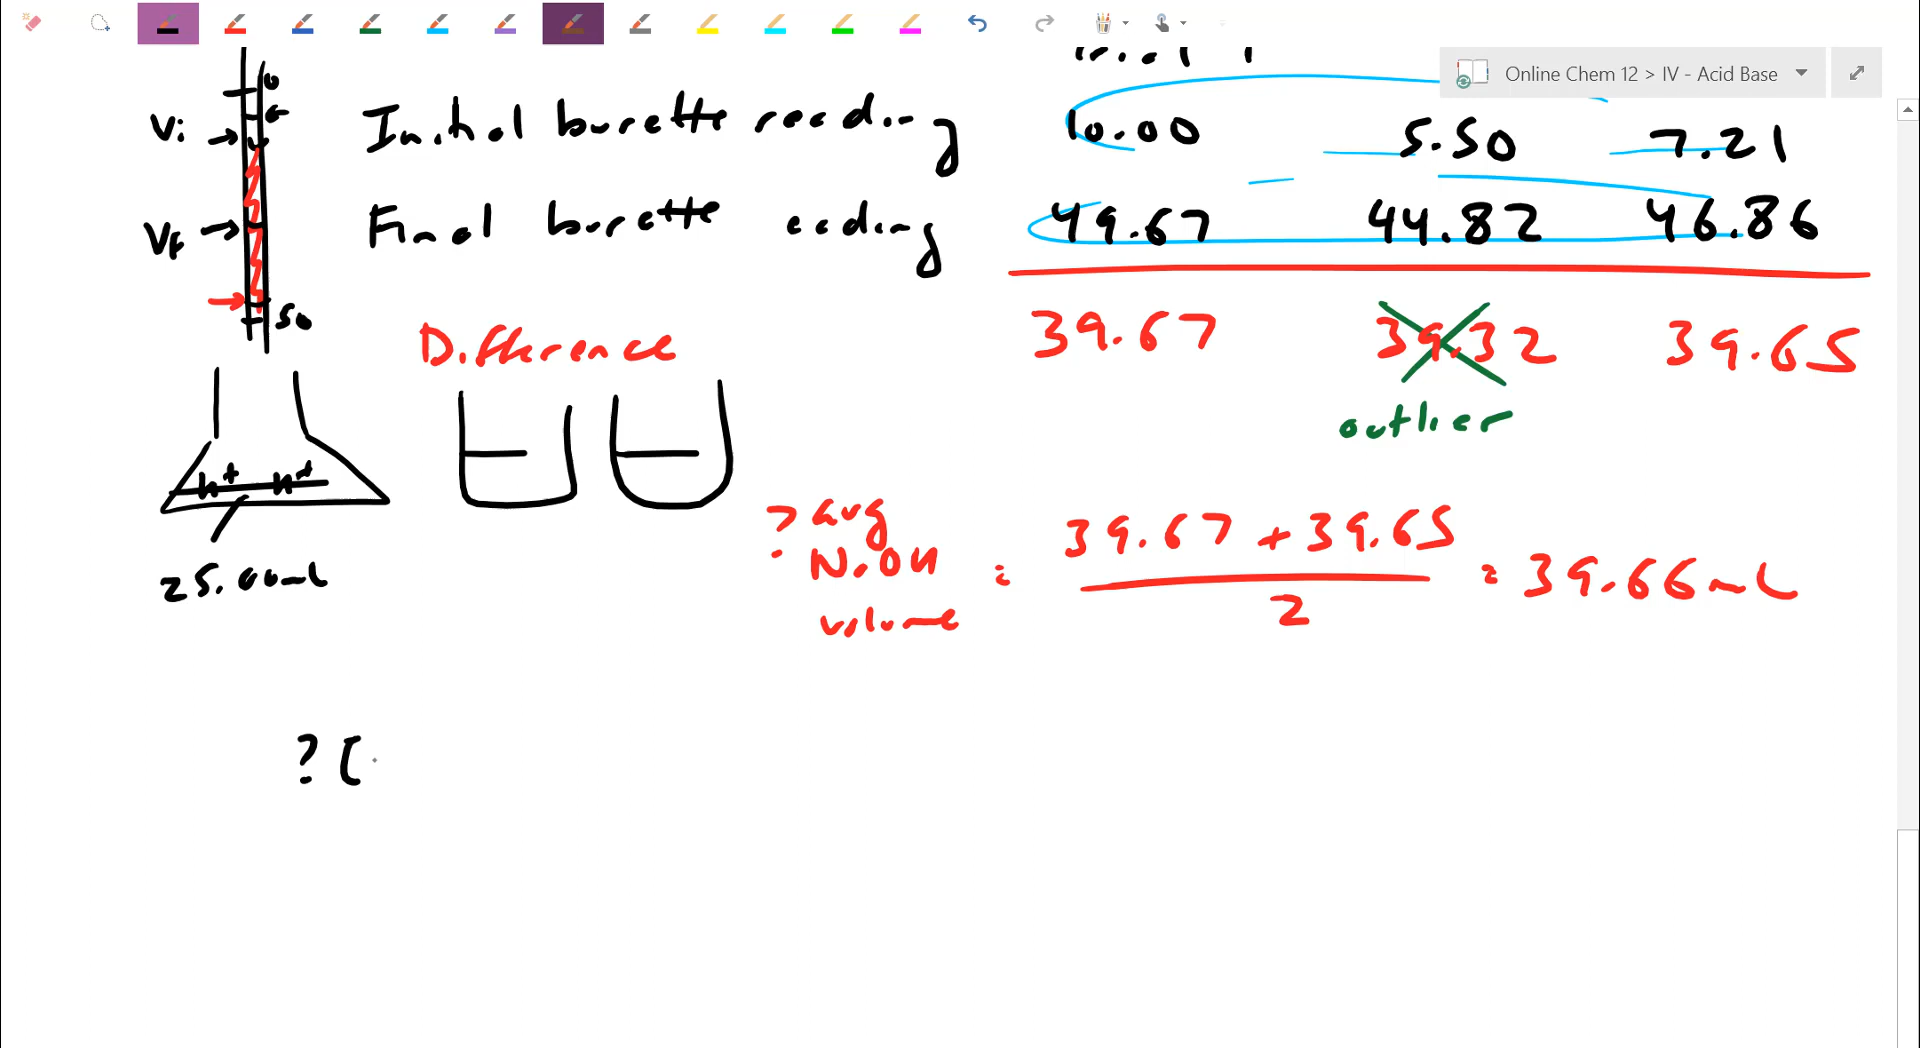 Online Chem 12 > IV - Acid Base
0
Vi
Initial burette reading 10.00 5.50 7.21
Vf
Final burette eading 49.67 44.82 46.86
50
Difference 39.67 39.32 39.65
outlier
H+ H+
25.00mL
? avg
NaOH
volume
= 39.67 + 39.65
2
= 39.66mL
? [